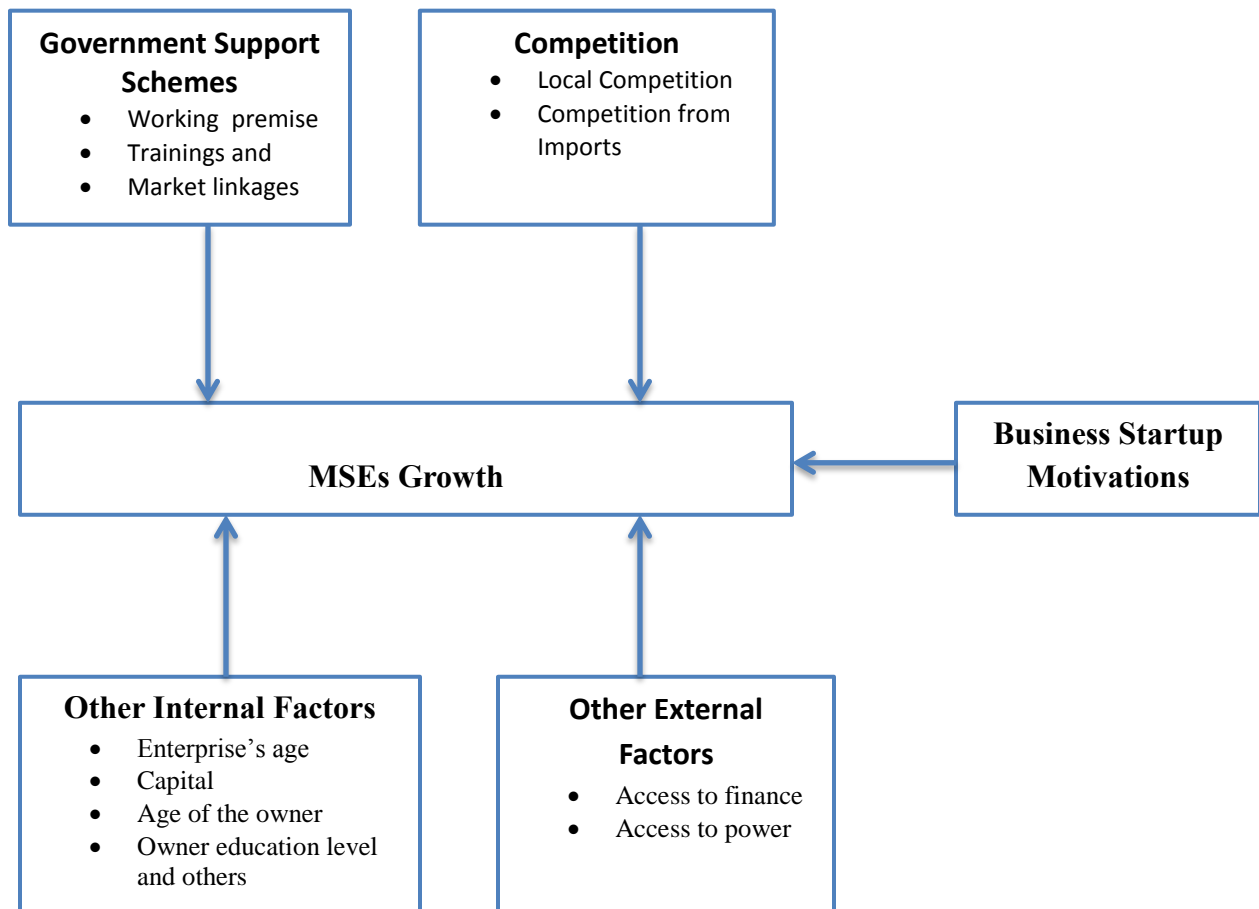 Government Support
Schemes
• Working premise
• Trainings and
• Market linkages
Competition
• Local Competition
• Competition from
Imports
MSEs Growth
Business Startup
Motivations
Other Internal Factors
• Enterprise’s age
• Capital
• Age of the owner
• Owner education level
and others
Other External
Factors
• Access to finance
• Access to power